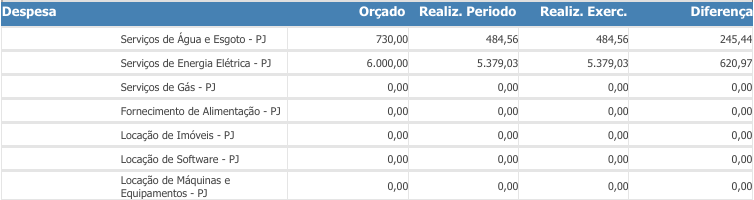 Despesa Orçado Realiz. Periodo Realiz. Exerc. Diferença
Serviços de Água e Esgoto - PJ 730,00 484,56 484,56 245,44
Serviços de Energia Elétrica - PJ 6.000,00 5.379,03 5.379,03 620,97
Serviços de Gás - PJ 0,00 0,00 0,00 0,00
Fornecimento de Alimentação - PJ 0,00 0,00 0,00 0,00
Locação de Imóveis - PJ 0,00 0,00 0,00 0,00
Locação de Software - PJ 0,00 0,00 0,00 0,00
Locação de Máquinas e
Equipamentos - PJ 0,00 0,00 0,00 0,00